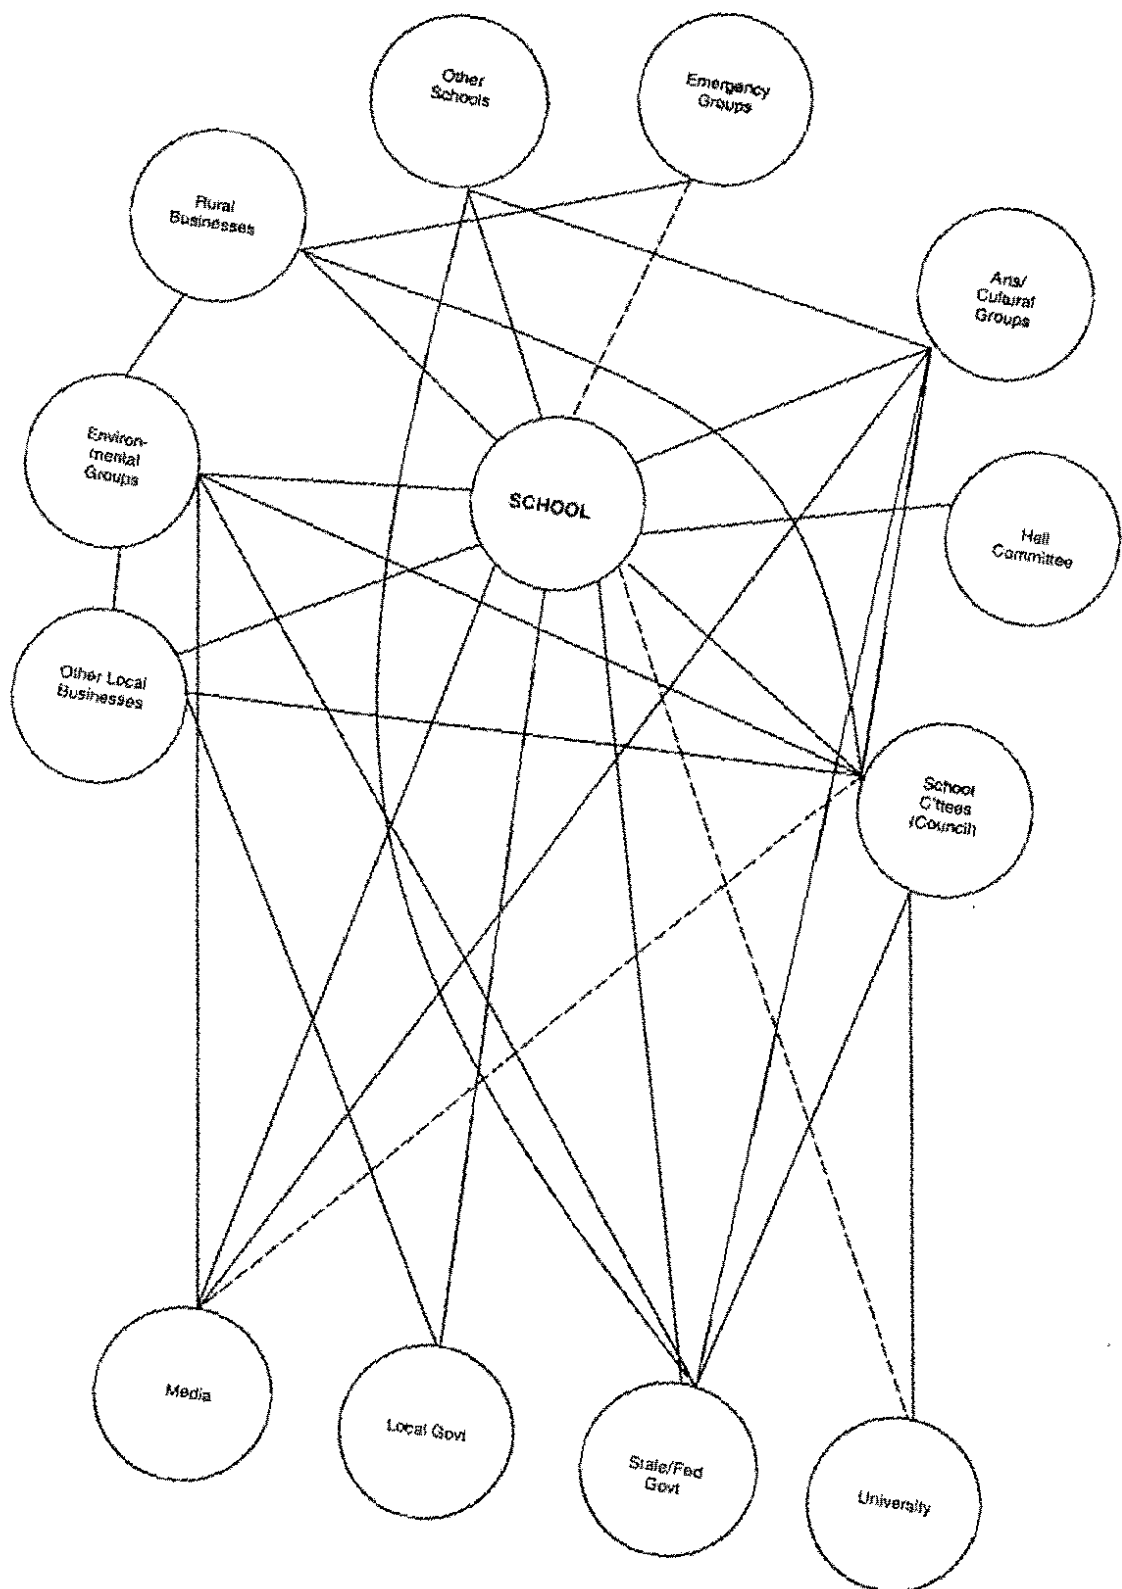 Other
Schools
Emergency
Groups
Rural
Businesses
Arts/
Cultural
Groups
Environ-
mental
Groups
SCHOOL
Hall
Committee
Other Local
Businesses
School
C'ttees
(Council)
Media
Local Govt
State/Fed
Govt
University